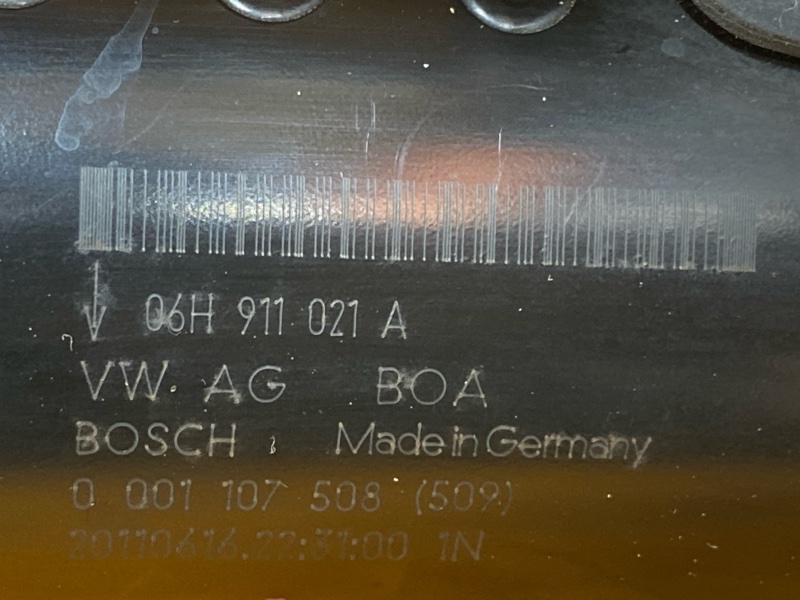 06H 911 021 A
VW AG BOA
BOSCH Made in Germany
0 001 107 508 (509)
20110616.22:31:00 1N